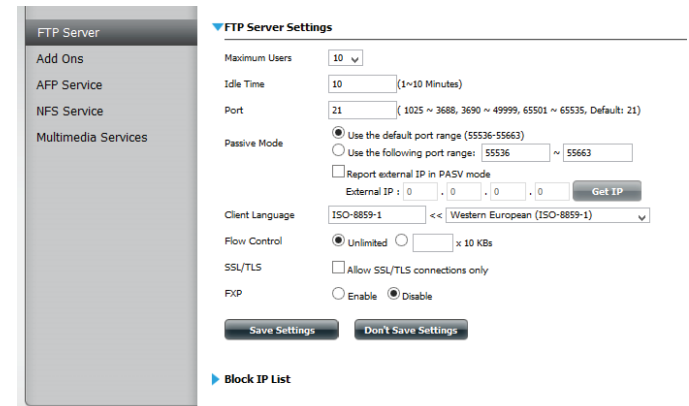 FTP Server
Add Ons
AFP Service
NFS Service
Multimedia Services
FTP Server Settings
Maximum Users 10
Idle Time 10 (1~10 Minutes)
Port 21 ( 1025 ~ 3688, 3690 ~ 49999, 65501 ~ 65535, Default: 21)
Passive Mode
Use the default port range (55536-55663)
Use the following port range: 55536 ~ 55663
Report external IP in PASV mode
External IP : 0 . 0 . 0 . 0 Get IP
Client Language ISO-8859-1 << Western European (ISO-8859-1)
Flow Control Unlimited x 10 KBs
SSL/TLS Allow SSL/TLS connections only
FXP Enable Disable
Save Settings Don't Save Settings
Block IP List